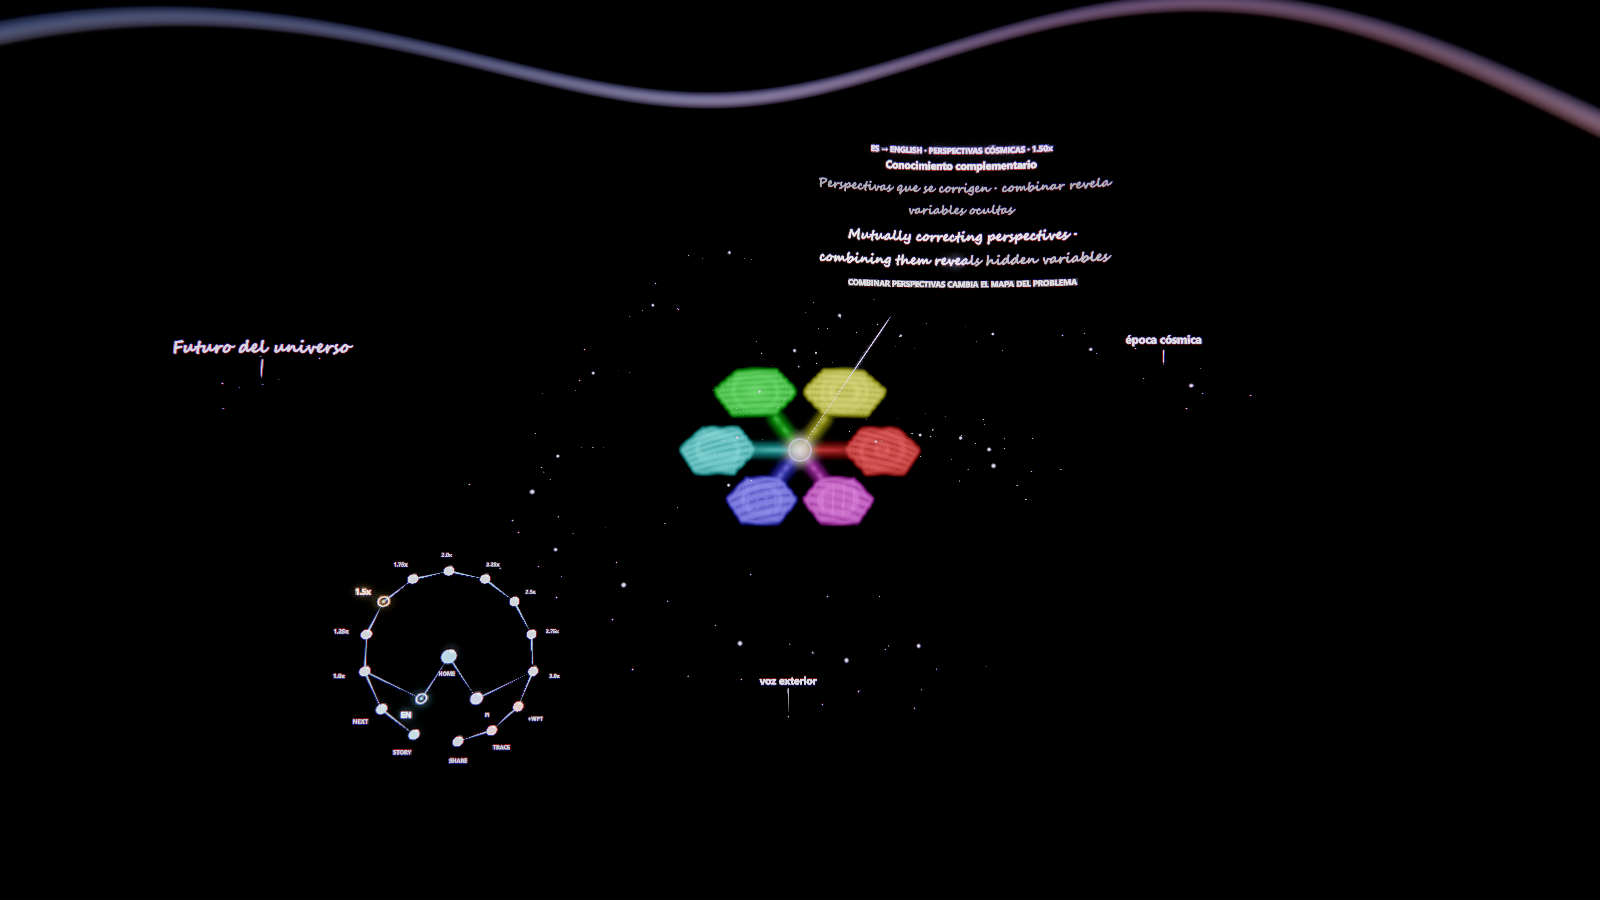 ES → ENGLISH · PERSPECTIVAS CÓSMICAS · 1.50x
Conocimiento complementario
Perspectivas que se corrigen · combinar revela
variables ocultas
Mutually correcting perspectives ·
combining them reveals hidden variables
COMBINAR PERSPECTIVAS CAMBIA EL MAPA DEL PROBLEMA
Futuro del universo
época cósmica
2.0x
1.75x
2.25x
1.5x
2.5x
1.25x
2.75x
HOME
1.0x
3.0x
EN
FI
NEXT
+WPT
STORY
TRACE
SHARE
voz exterior